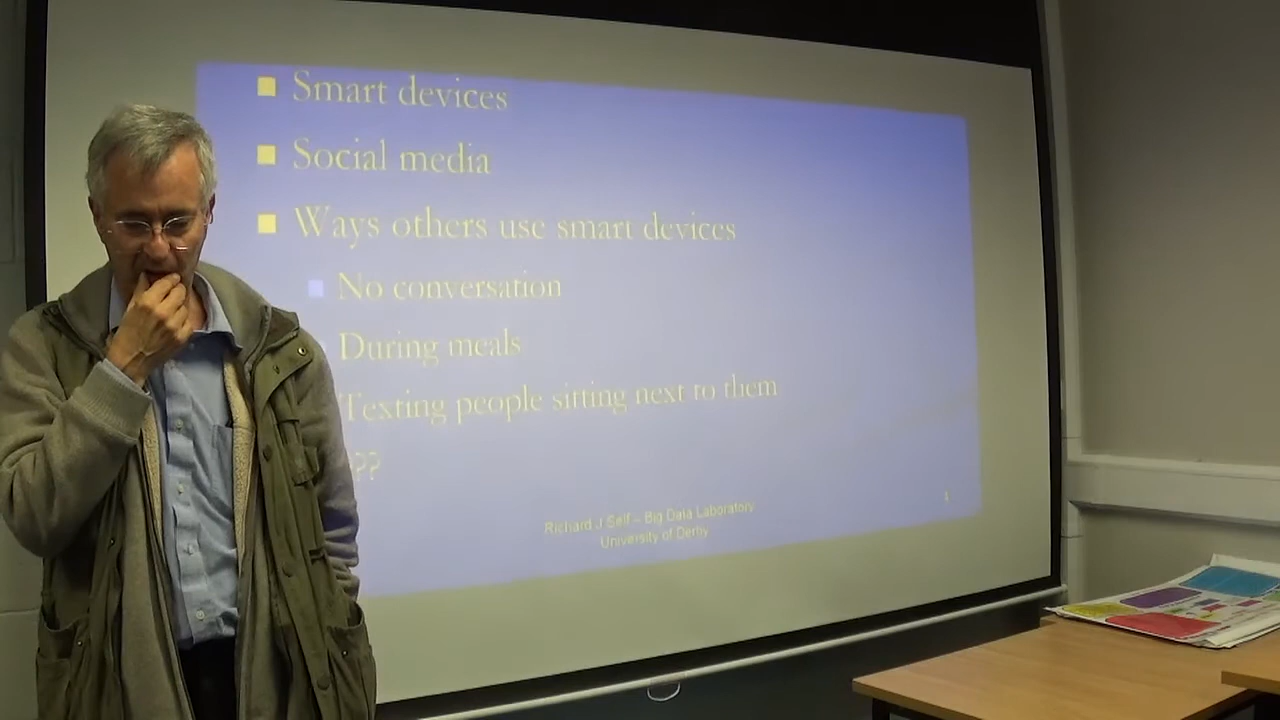 Smart devices
Social media
Ways others use smart devices
No conversation
During meals
Texting people sitting next to them
??
Richard J Self – Big Data Laboratory
University of Derby